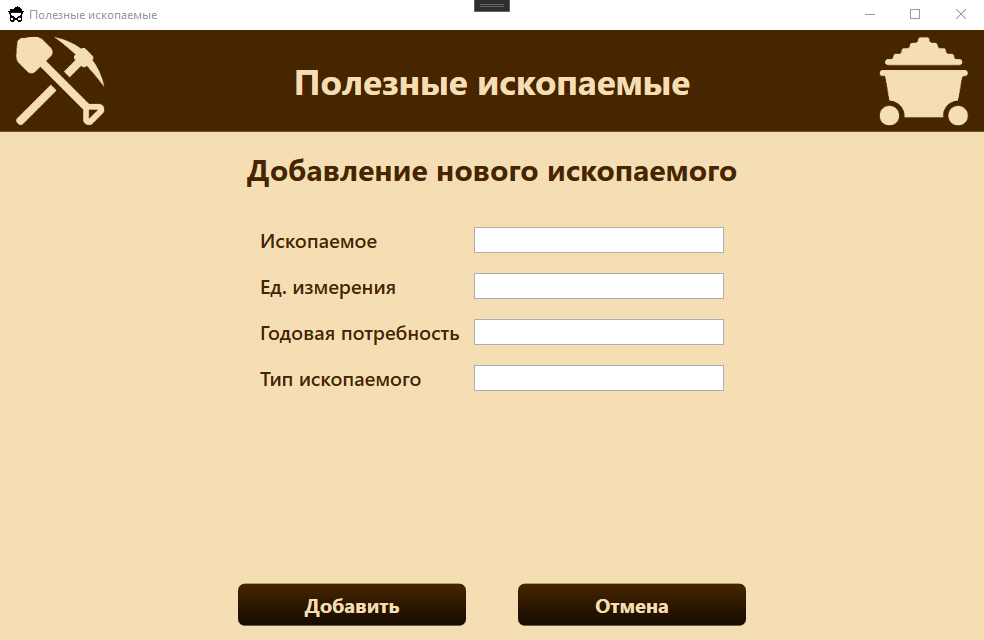 Полезные ископаемые
Полезные ископаемые
Добавление нового ископаемого
Ископаемое
Ед. измерения
Годовая потребность
Тип ископаемого
Добавить
Отмена